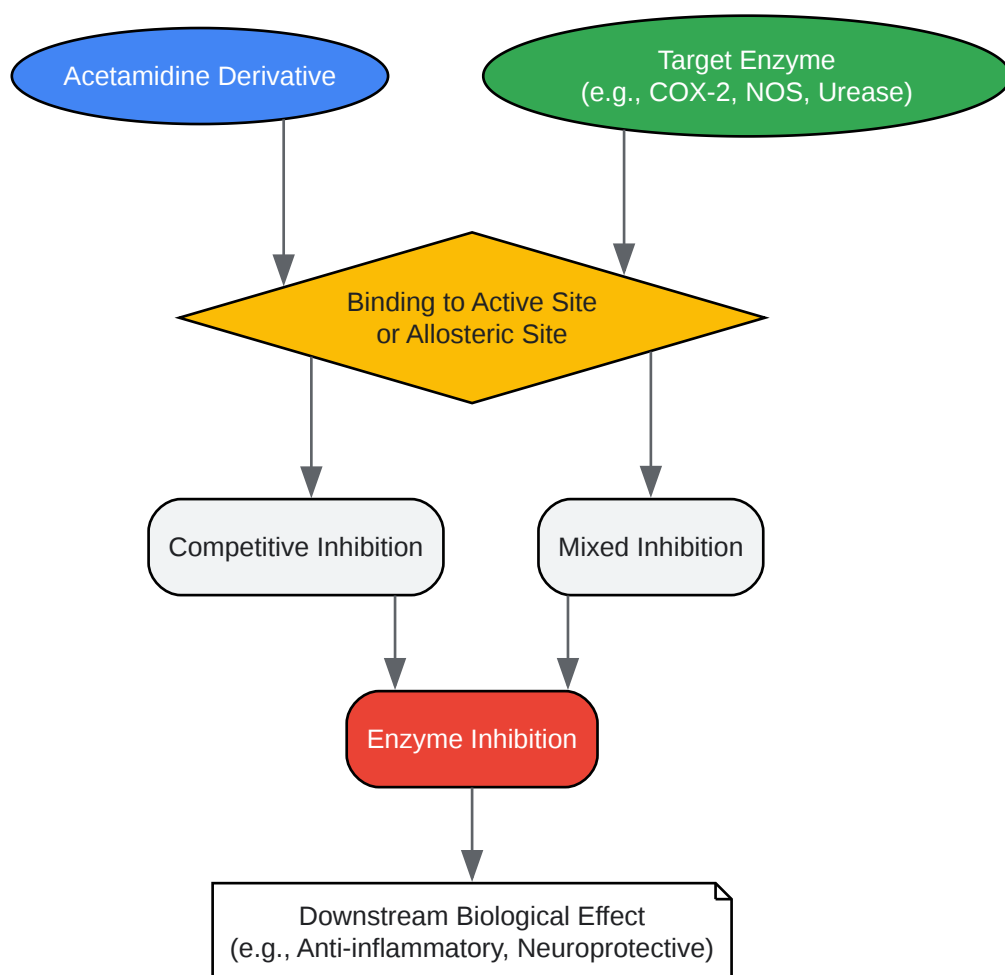 Acetamidine Derivative
Target Enzyme
(e.g., COX-2, NOS, Urease)
Binding to Active Site
or Allosteric Site
Competitive Inhibition
Mixed Inhibition
Enzyme Inhibition
Downstream Biological Effect
(e.g., Anti-inflammatory, Neuroprotective)